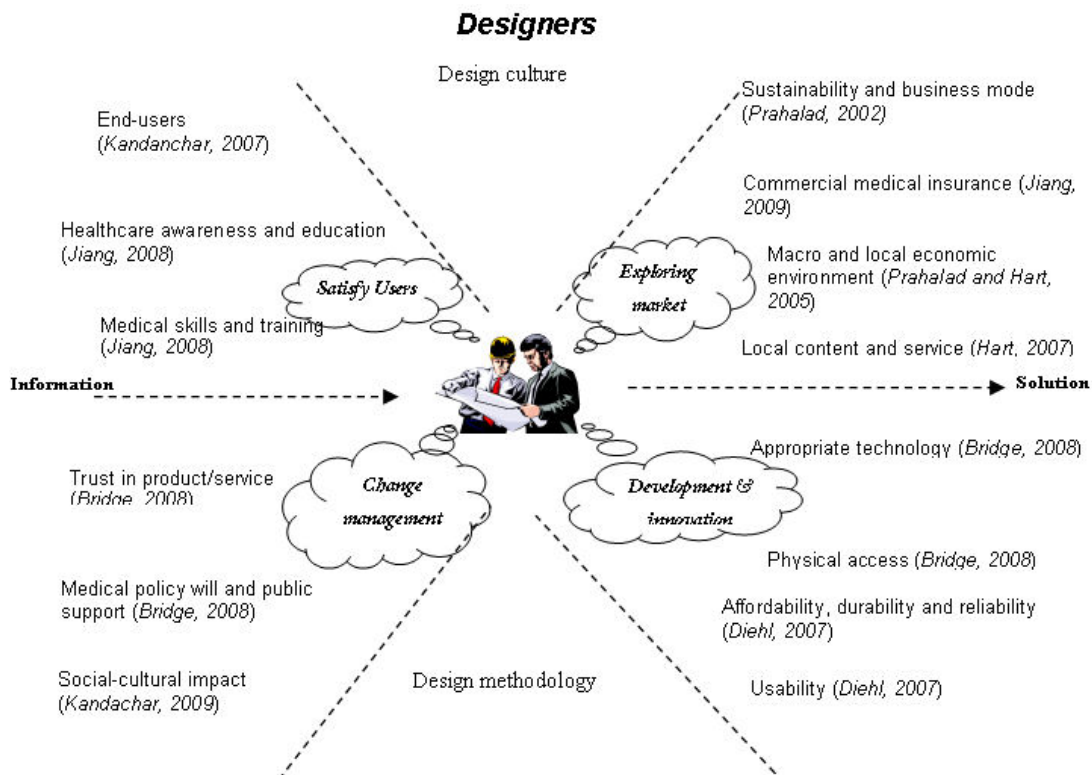 Designers
Design culture
End-users
(Kandanchar, 2007)
Healthcare awareness and education
(Jiang, 2008)
Satisfy Users
Medical skills and training
(Jiang, 2008)
Sustainability and business mode
(Prahalad, 2002)
Commercial medical insurance (Jiang,
2009)
Exploring
market
Macro and local economic
environment (Prahalad and Hart,
2005)
Local content and service (Hart, 2007)
Information
Solution
Trust in product/service
(Bridge, 2008)
Change
management
Medical policy will and public
support (Bridge, 2008)
Social-cultural impact
(Kandachar, 2009)
Appropriate technology (Bridge, 2008)
Development &
innovation
Physical access (Bridge, 2008)
Affordability, durability and reliability
(Diehl, 2007)
Usability (Diehl, 2007)
Design methodology